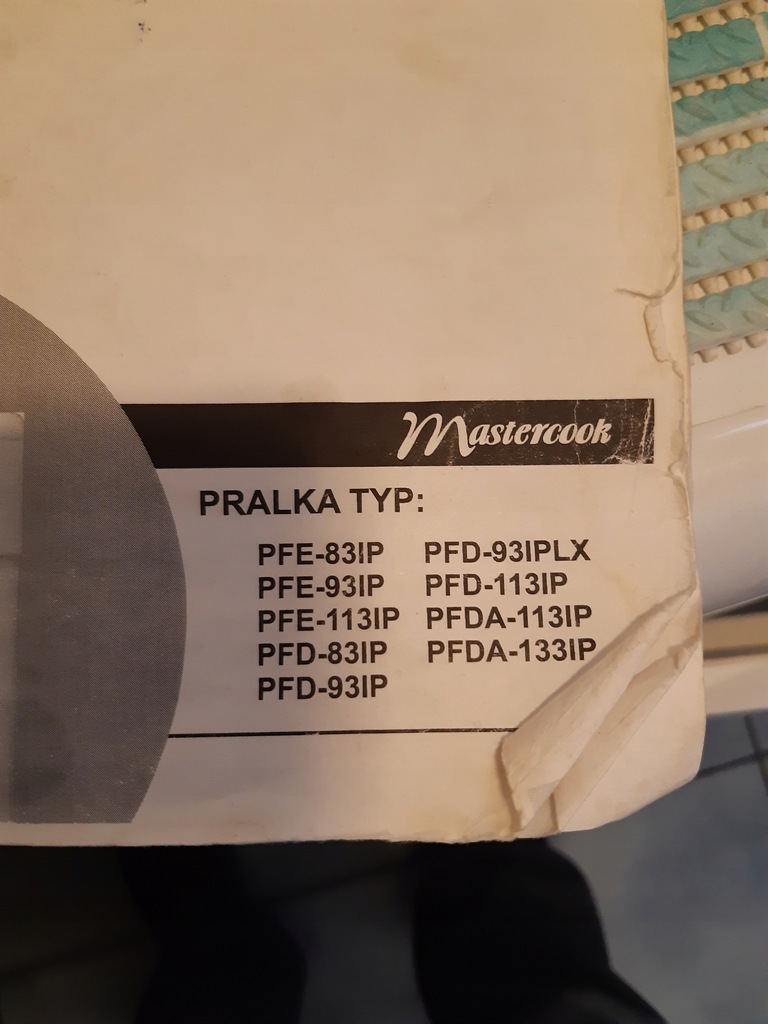 Mastercook
PRALKA TYP:
PFE-83IP PFD-93IPLX
PFE-93IP PFD-113IP
PFE-113IP PFDA-113IP
PFD-83IP PFDA-133IP
PFD-93IP